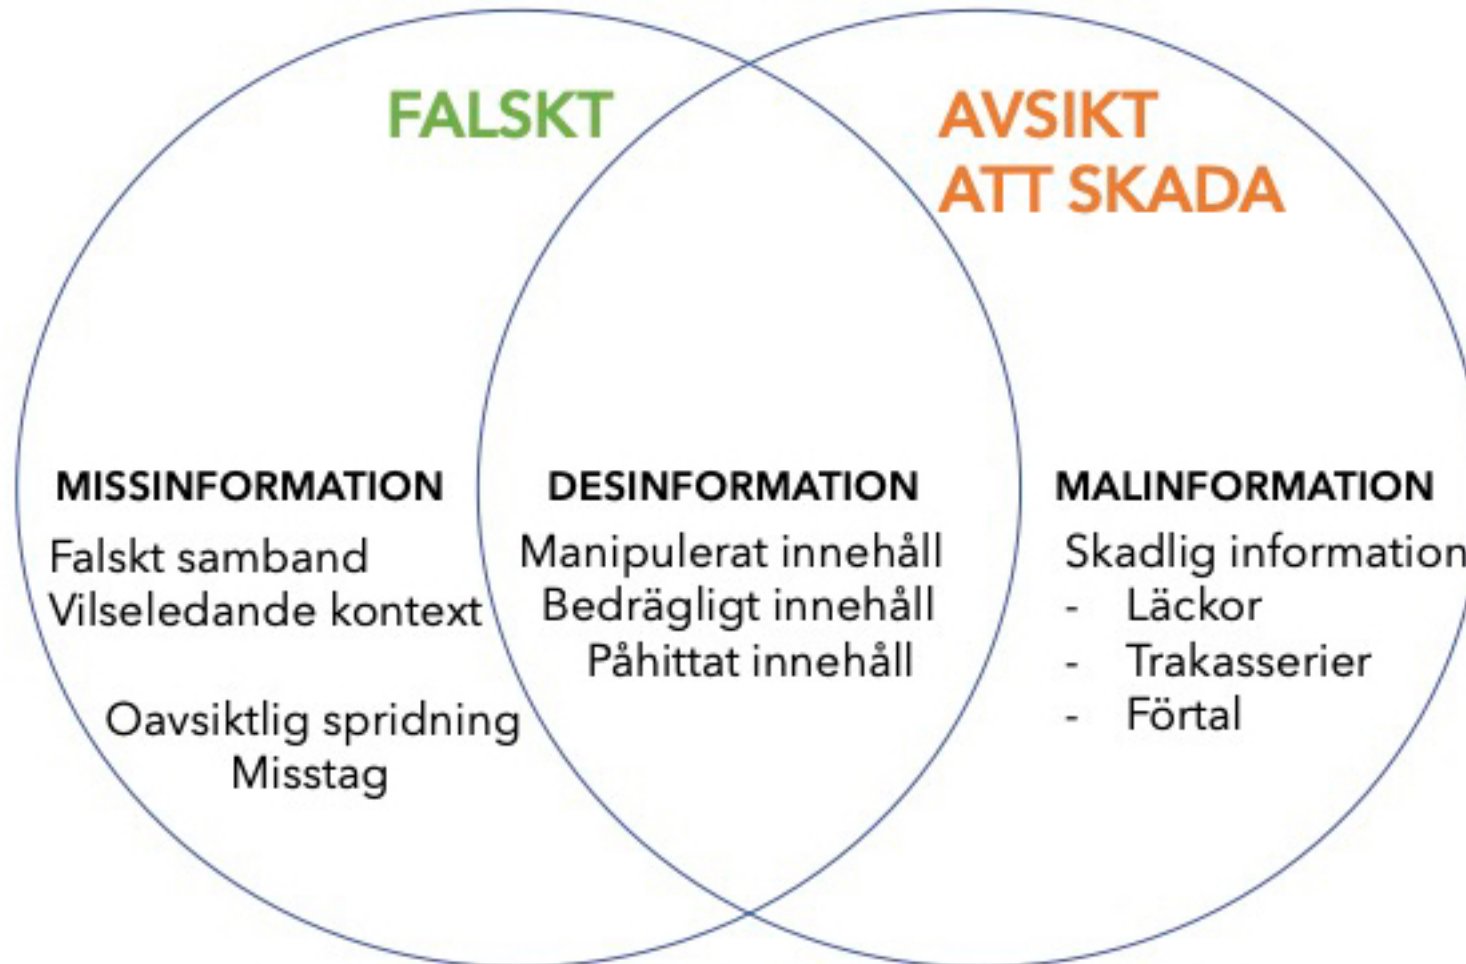 FALSKT
AVSIKT
ATT SKADA
MISSINFORMATION
Falskt samband
Vilseledande kontext
Oavsiktlig spridning
Misstag
DESINFORMATION
Manipulerat innehåll
Bedrägligt innehåll
Påhittat innehåll
MALINFORMATION
Skadlig information
- Läckor
- Trakasserier
- Förtal